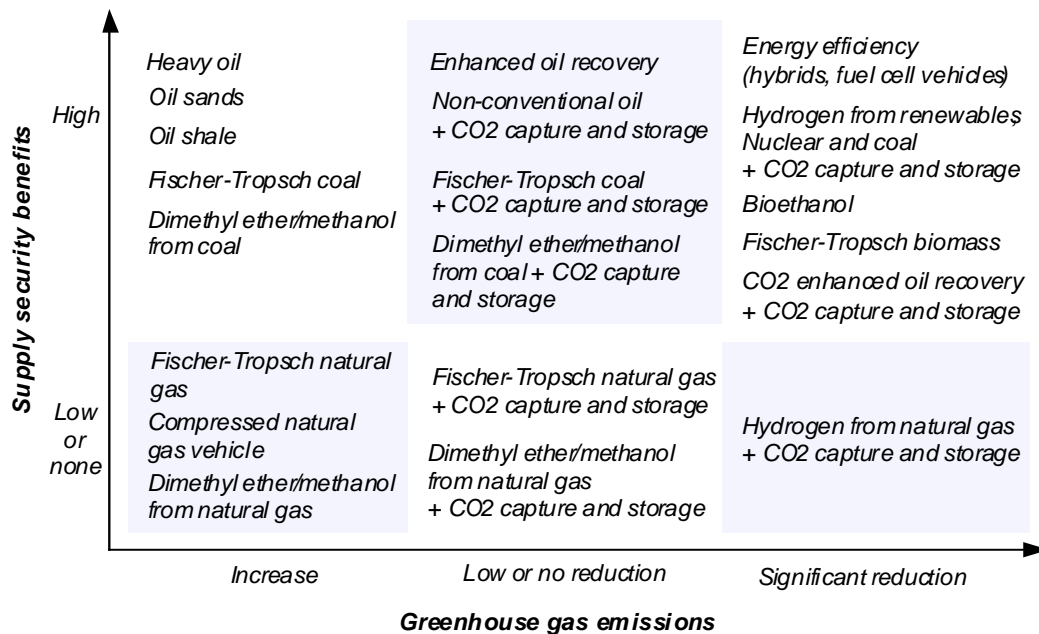 Supply security benefits
High
Heavy oil
Oil sands
Oil shale
Fischer-Tropsch coal
Dimethyl ether/methanol
from coal
Enhanced oil recovery
Non-conventional oil
+ CO2 capture and storage
Fischer-Tropsch coal
+ CO2 capture and storage
Dimethyl ether/methanol
from coal + CO2 capture
and storage
Energy efficiency
(hybrids, fuel cell vehicles)
Hydrogen from renewables,
Nuclear and coal
+ CO2 capture and storage
Bioethanol
Fischer-Tropsch biomass
CO2 enhanced oil recovery
+ CO2 capture and storage
Low
or
none
Fischer-Tropsch natural
gas
Compressed natural
gas vehicle
Dimethyl ether/methanol
from natural gas
Fischer-Tropsch natural gas
+ CO2 capture and storage
Dimethyl ether/methanol
from natural gas
+ CO2 capture and storage
Hydrogen from natural gas
+ CO2 capture and storage
Increase
Low or no reduction
Significant reduction
Greenhouse gas emissions